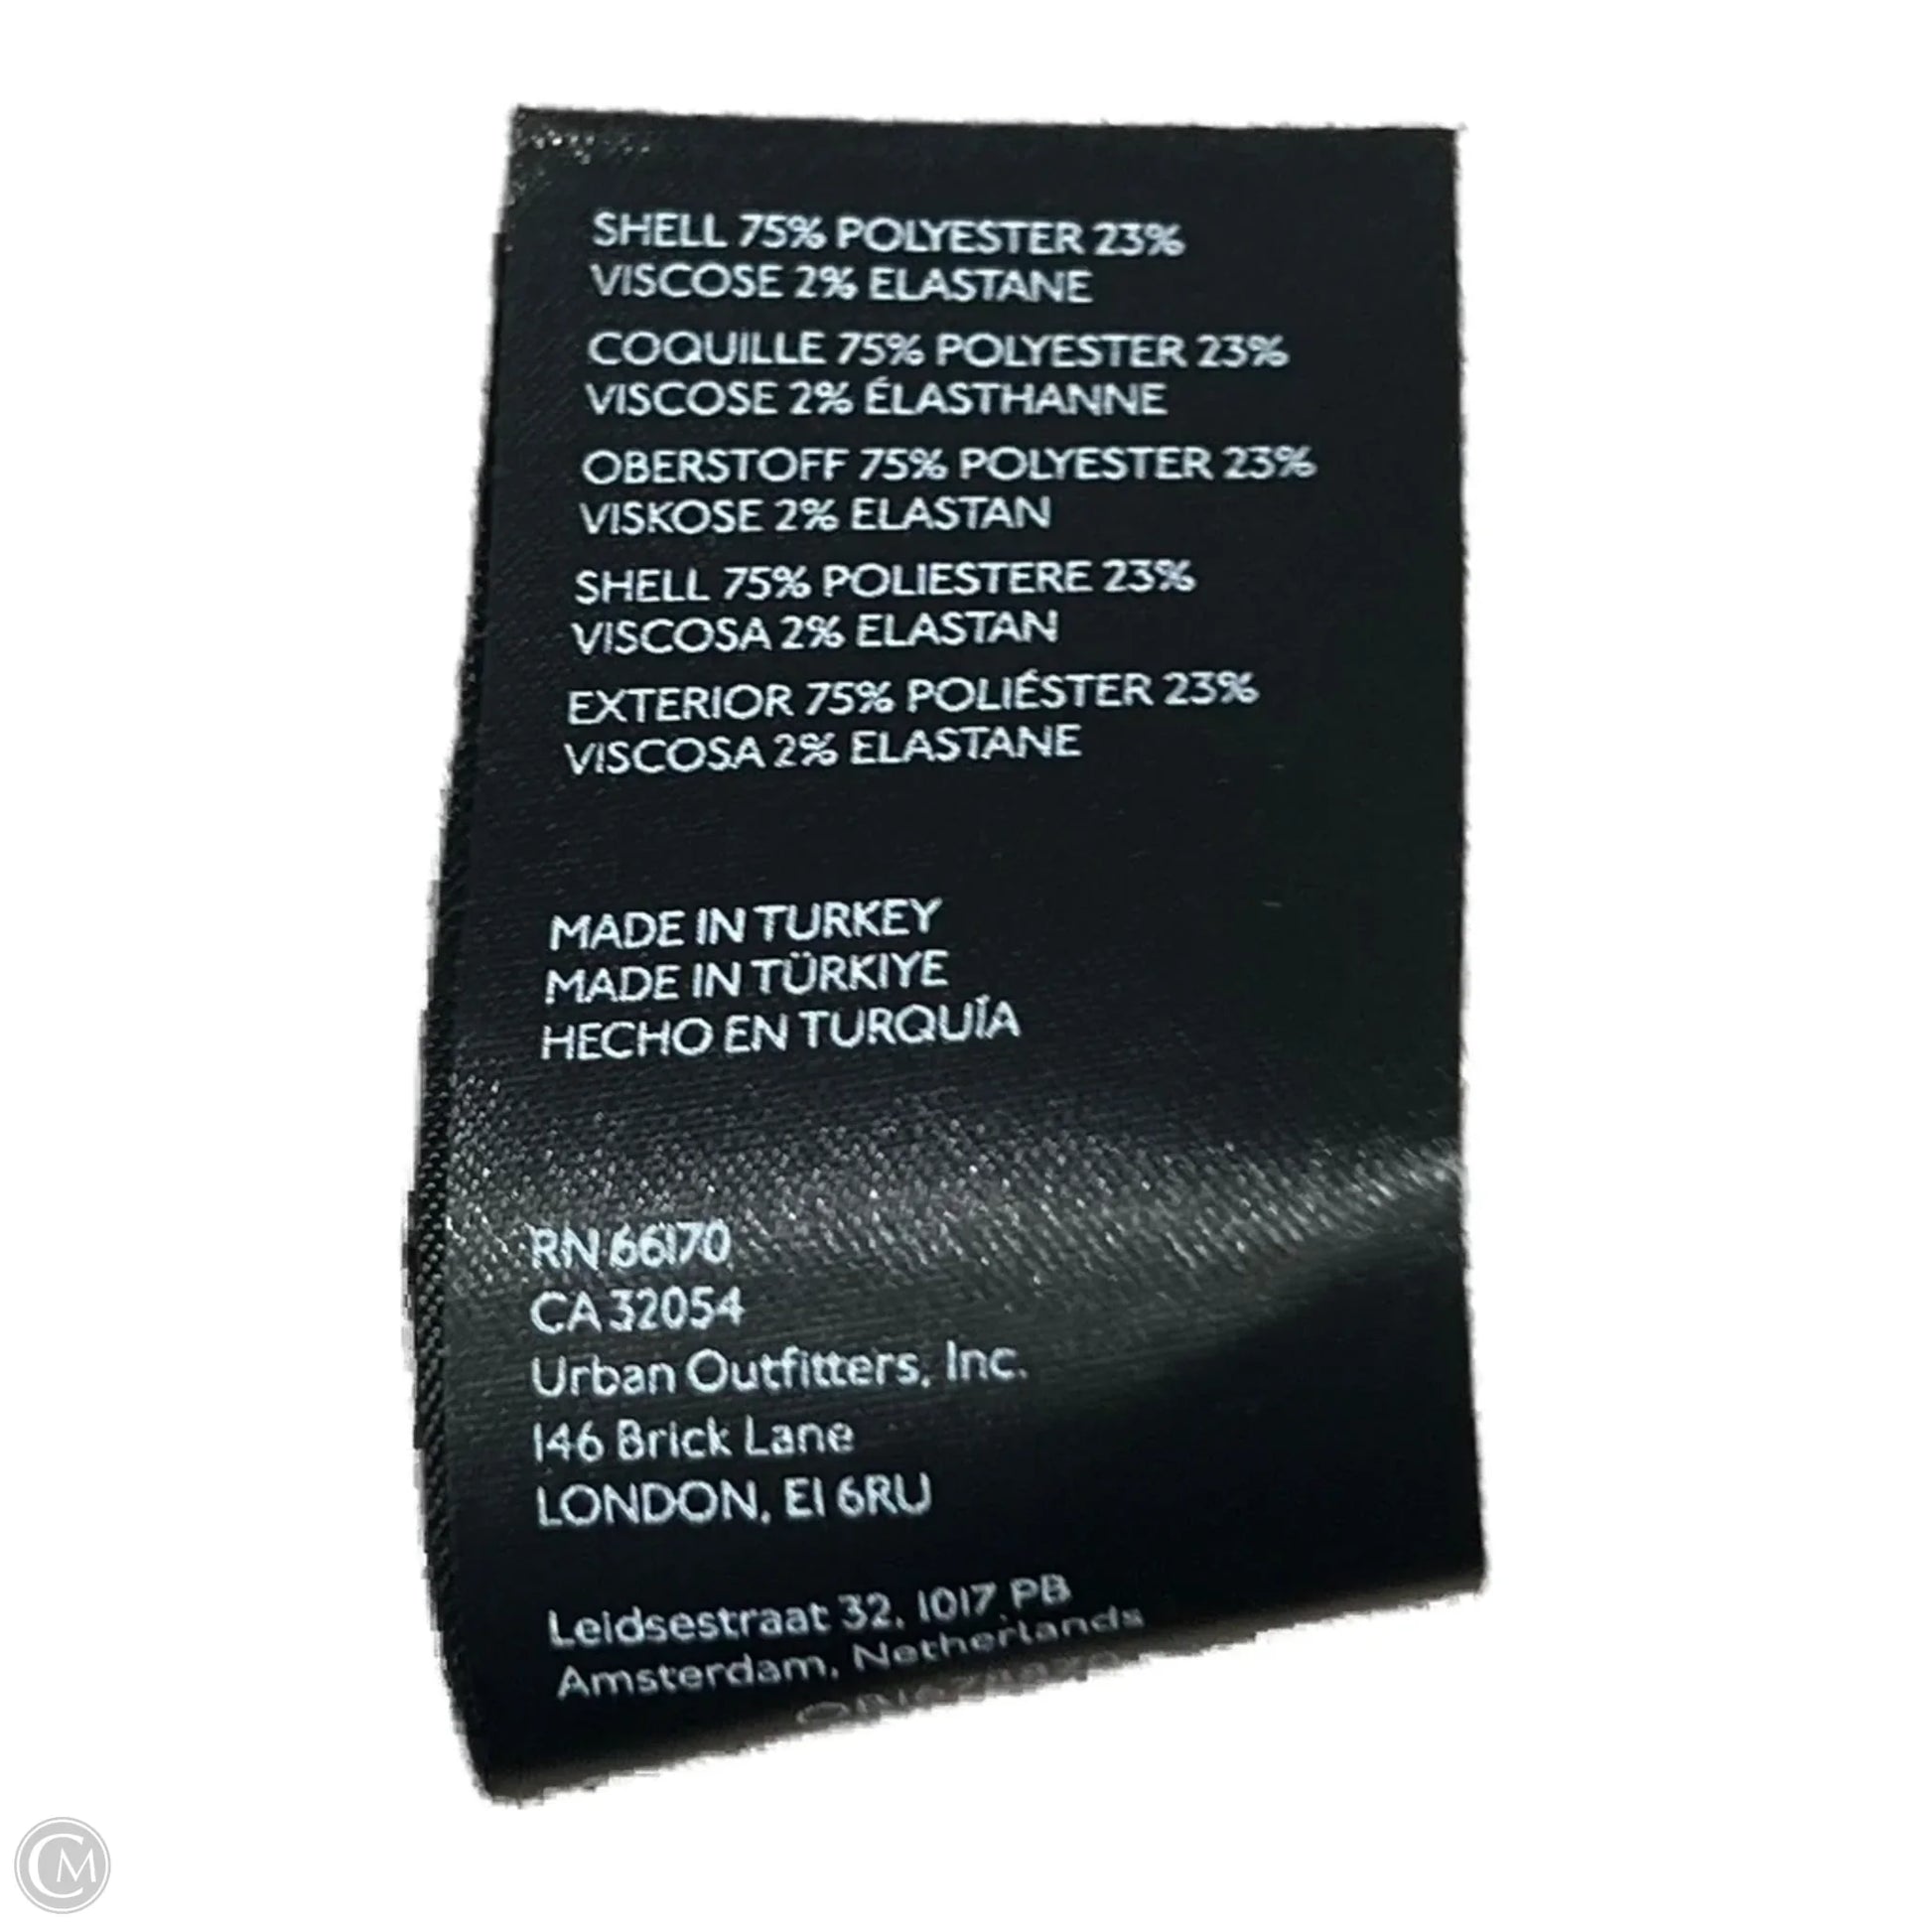 SHELL 75% POLYESTER 23%
VISCOSE 2% ELASTANE
COQUILLE 75% POLYESTER 23%
VISCOSE 2% ÉLASTHANNE
OBERSTOFF 75% POLYESTER 23%
VISKOSE 2% ELASTAN
SHELL 75% POLIESTERE 23%
VISCOSA 2% ELASTAN
EXTERIOR 75% POLIÉSTER 23%
VISCOSA 2% ELASTANE
MADE IN TURKEY
MADE IN TÜRKIYE
HECHO EN TURQUÍA
RN 66170
CA 32054
Urban Outfitters, Inc.
146 Brick Lane
LONDON, E1 6RU
Leidsestraat 32, 1017 PB
Amsterdam, Netherlands
CM